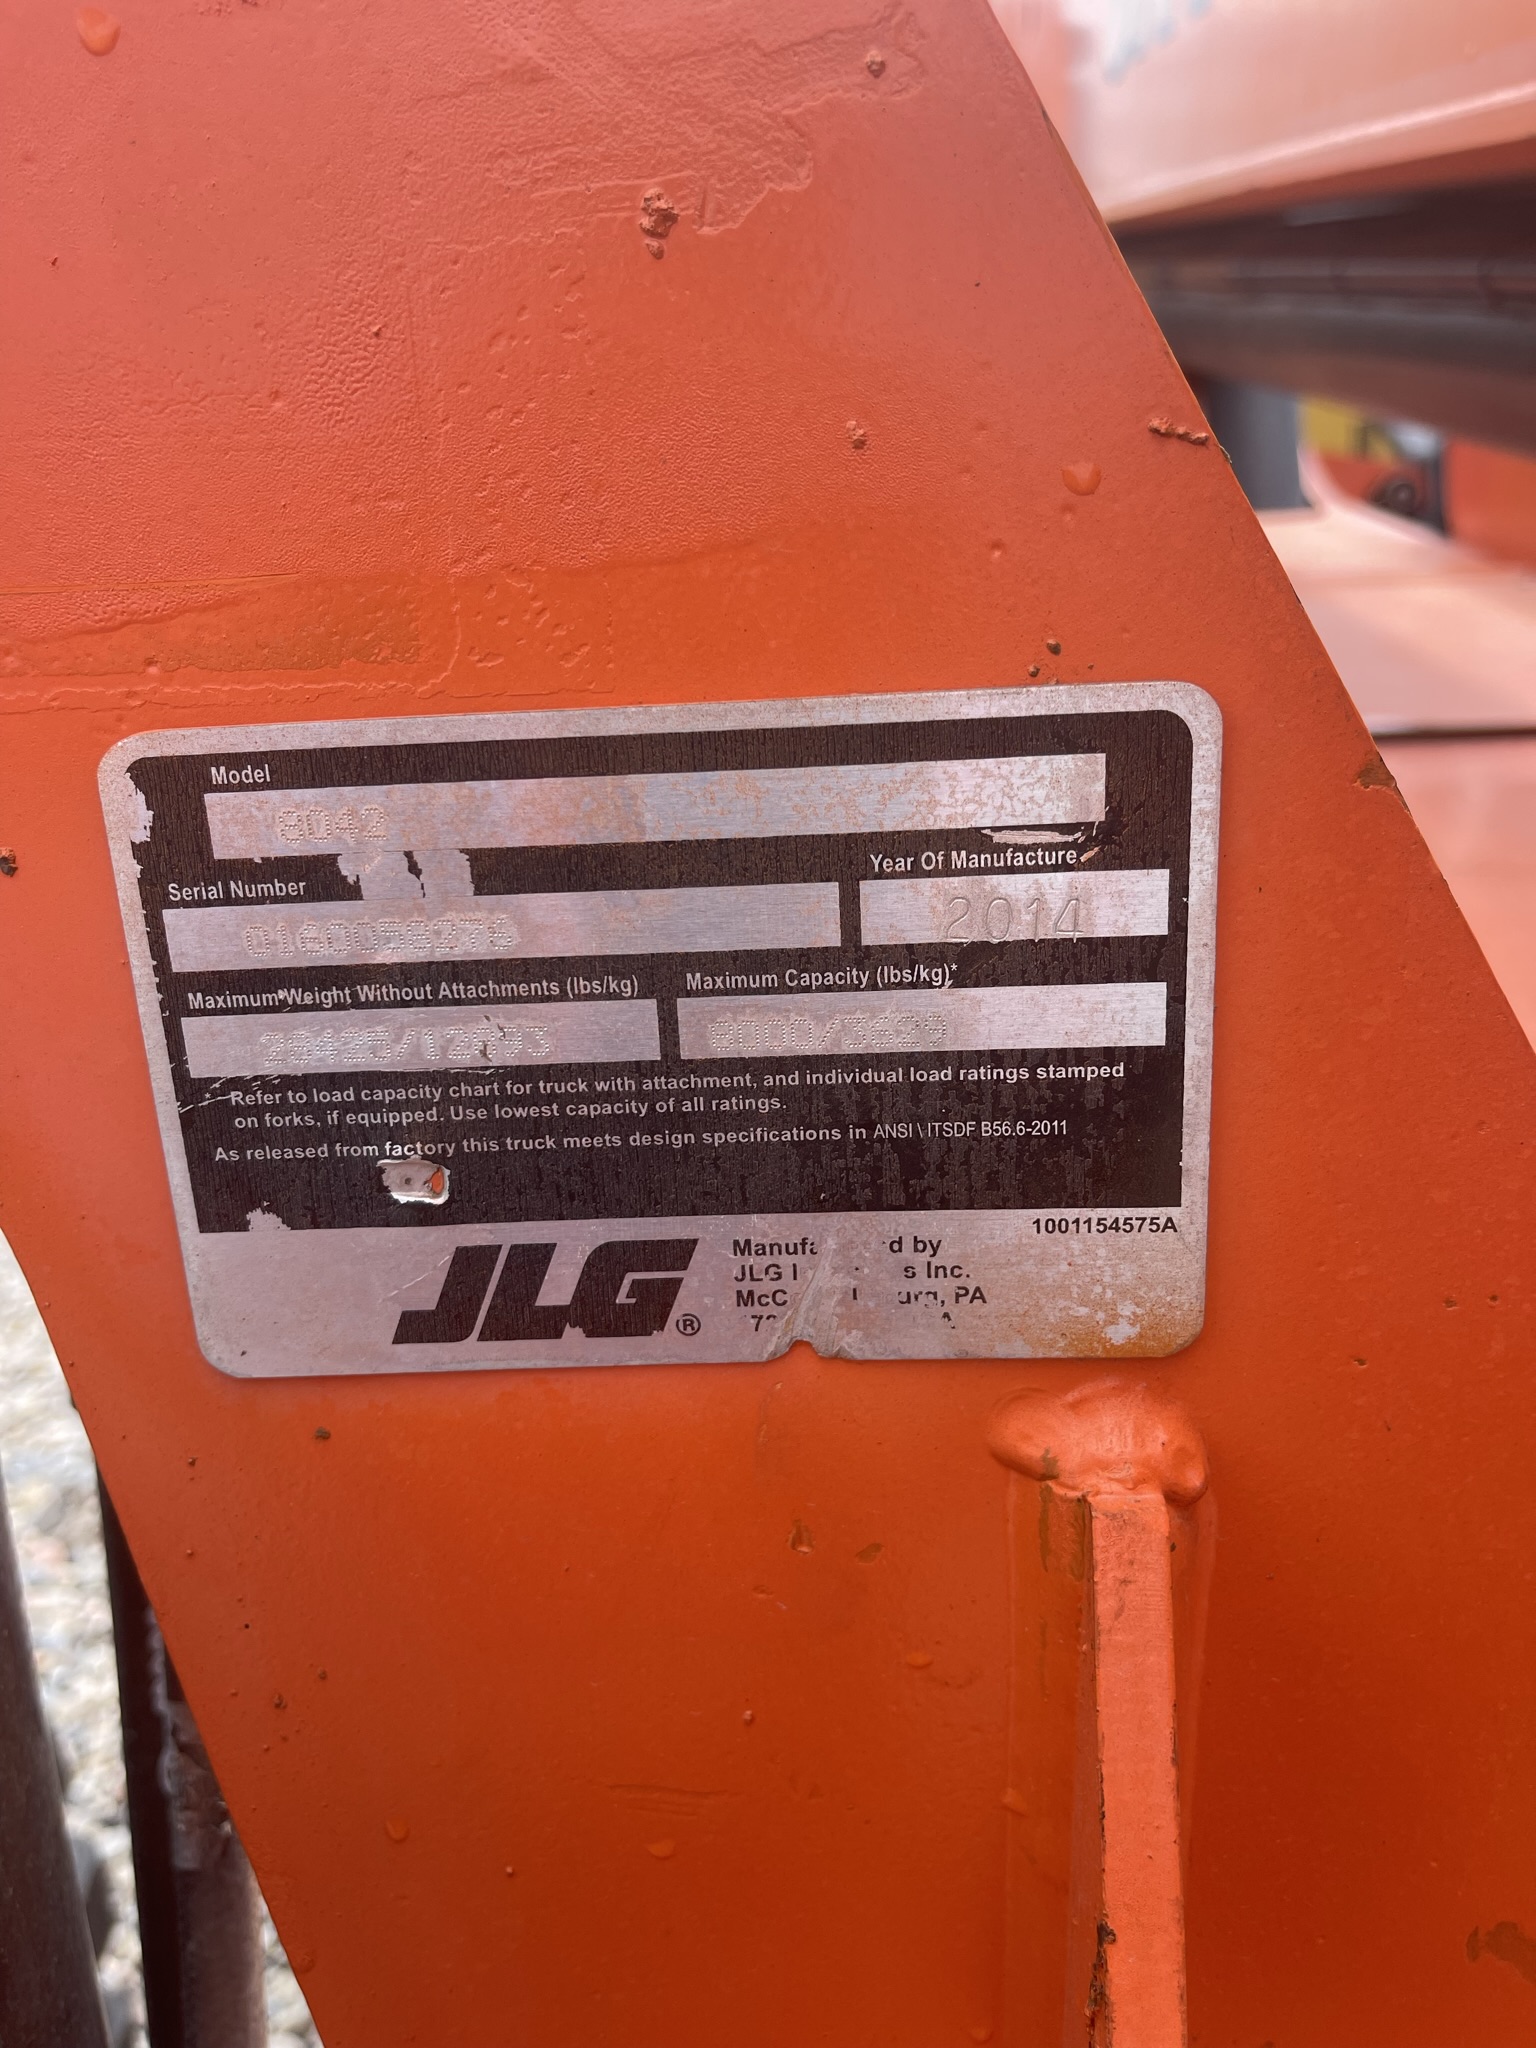 Model
8042
Serial Number
0160058276
Year Of Manufacture
2014
Maximum Weight Without Attachments (lbs/kg)
28425/12893
Maximum Capacity (lbs/kg)*
8000/3629
* Refer to load capacity chart for truck with attachment, and individual load ratings stamped
on forks, if equipped. Use lowest capacity of all ratings.
As released from factory this truck meets design specifications in ANSI \ ITSDF B56.6-2011
1001154575A
JLG®
by
JLG Inc.
PA